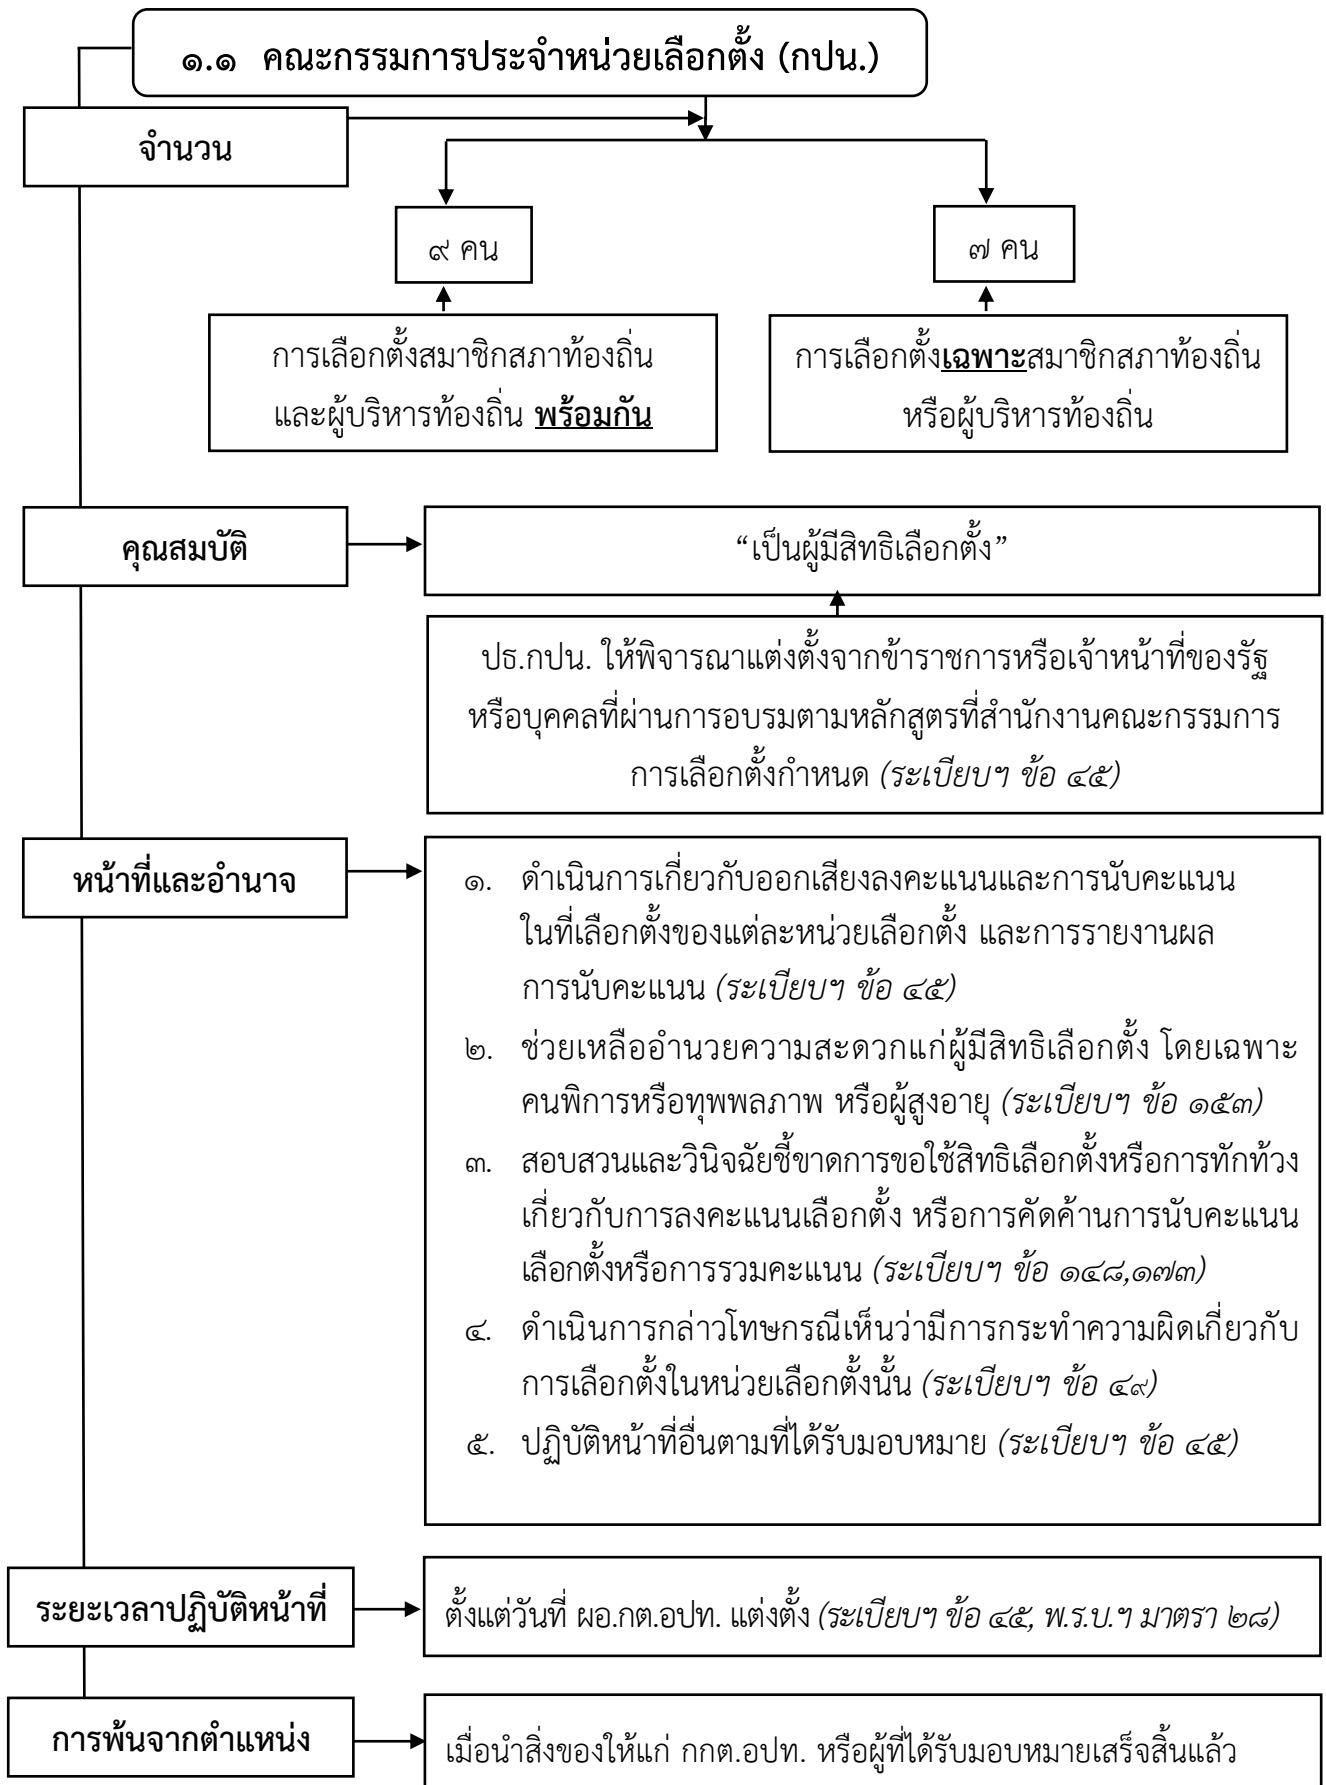 ๑.๑ คณะกรรมการประจำหน่วยเลือกตั้ง (กปน.)
จำนวน
๙ คน
๗ คน
การเลือกตั้งสมาชิกสภาท้องถิ่น
และผู้บริหารท้องถิ่น พร้อมกัน
การเลือกตั้งเฉพาะสมาชิกสภาท้องถิ่น
หรือผู้บริหารท้องถิ่น
คุณสมบัติ
“เป็นผู้มีสิทธิเลือกตั้ง”
ปธ.กปน. ให้พิจารณาแต่งตั้งจากข้าราชการหรือเจ้าหน้าที่ของรัฐ
หรือบุคคลที่ผ่านการอบรมตามหลักสูตรที่สำนักงานคณะกรรมการ
การเลือกตั้งกำหนด (ระเบียบฯ ข้อ ๔๕)
หน้าที่และอำนาจ
๑. ดำเนินการเกี่ยวกับออกเสียงลงคะแนนและการนับคะแนน
ในที่เลือกตั้งของแต่ละหน่วยเลือกตั้ง และการรายงานผล
การนับคะแนน (ระเบียบฯ ข้อ ๔๕)
๒. ช่วยเหลืออำนวยความสะดวกแก่ผู้มีสิทธิเลือกตั้ง โดยเฉพาะ
คนพิการหรือทุพพลภาพ หรือผู้สูงอายุ (ระเบียบฯ ข้อ ๑๕๓)
๓. สอบสวนและวินิจฉัยชี้ขาดการขอใช้สิทธิเลือกตั้งหรือการทักท้วง
เกี่ยวกับการลงคะแนนเลือกตั้ง หรือการคัดค้านการนับคะแนน
เลือกตั้งหรือการรวมคะแนน (ระเบียบฯ ข้อ ๑๔๘,๑๗๓)
๔. ดำเนินการกล่าวโทษกรณีเห็นว่ามีการกระทำความผิดเกี่ยวกับ
การเลือกตั้งในหน่วยเลือกตั้งนั้น (ระเบียบฯ ข้อ ๔๙)
๕. ปฏิบัติหน้าที่อื่นตามที่ได้รับมอบหมาย (ระเบียบฯ ข้อ ๔๕)
ระยะเวลาปฏิบัติหน้าที่
ตั้งแต่วันที่ ผอ.กต.อปท. แต่งตั้ง (ระเบียบฯ ข้อ ๔๕, พ.ร.บ.ฯ มาตรา ๒๘)
การพ้นจากตำแหน่ง
เมื่อนำสิ่งของให้แก่ กกต.อปท. หรือผู้ที่ได้รับมอบหมายเสร็จสิ้นแล้ว